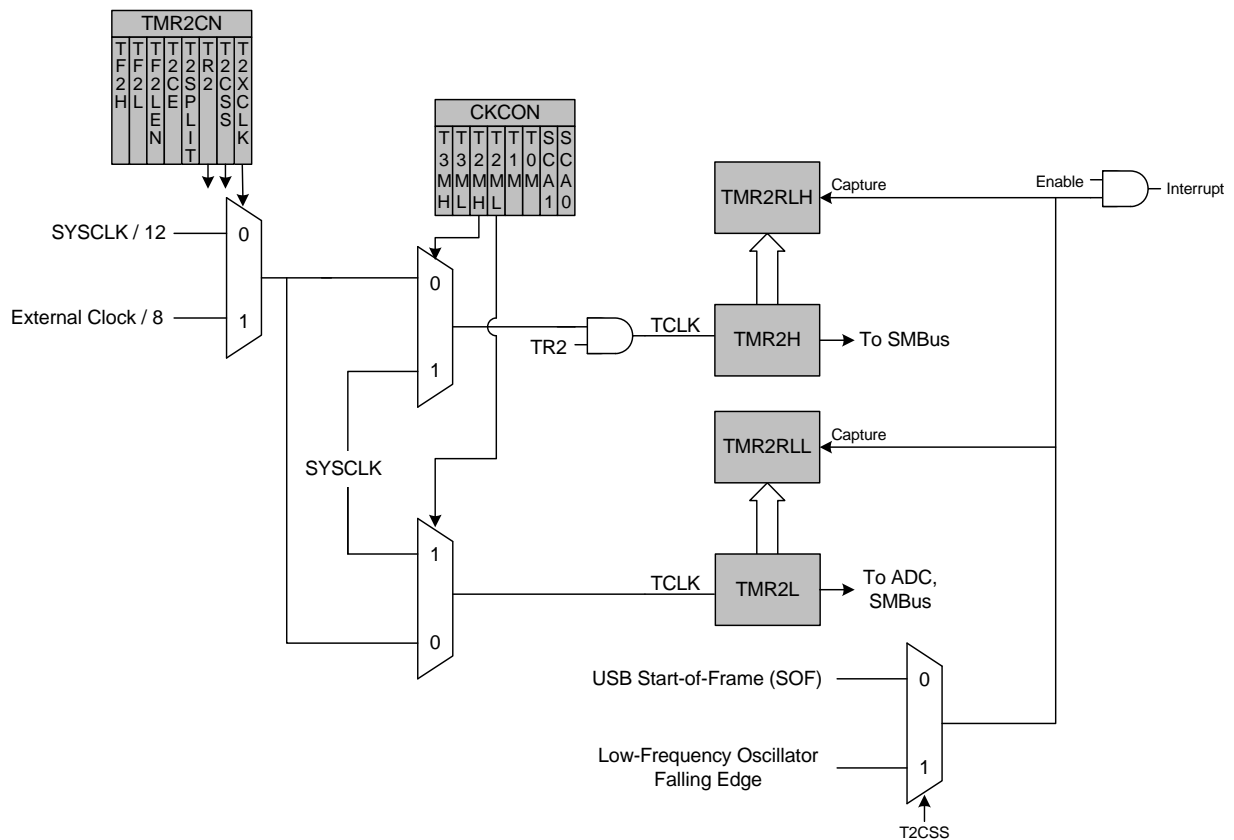 TMR2CN
TF2H
TF2L
TF2LEN
T2CE
T2SPLIT
TR2
T2CSS
T2XCLK
CKCON
T3MH
T3ML
T2MH
T2ML
T1M
T0M
SCA1
SCA0
SYSCLK / 12
0
External Clock / 8
1
0
1
TR2
TCLK
TMR2RLH
Capture
Enable
Interrupt
TMR2H
To SMBus
SYSCLK
TMR2RLL
Capture
1
0
TCLK
TMR2L
To ADC,
SMBus
USB Start-of-Frame (SOF)
0
Low-Frequency Oscillator
Falling Edge
1
T2CSS